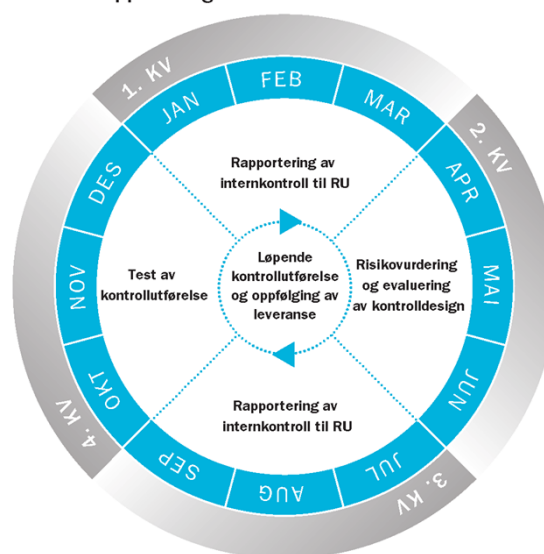 1. KV
2. KV
3. KV
4. KV
JAN
FEB
MAR
APR
MAI
JUN
JUL
AUG
SEP
OKT
NOV
DES
Rapportering av
internkontroll til RU
Risikovurdering
og evaluering
av kontrolldesign
Rapportering av
internkontroll til RU
Test av
kontrollutførelse
Løpende
kontrollutførelse
og oppfølging av
leveranse